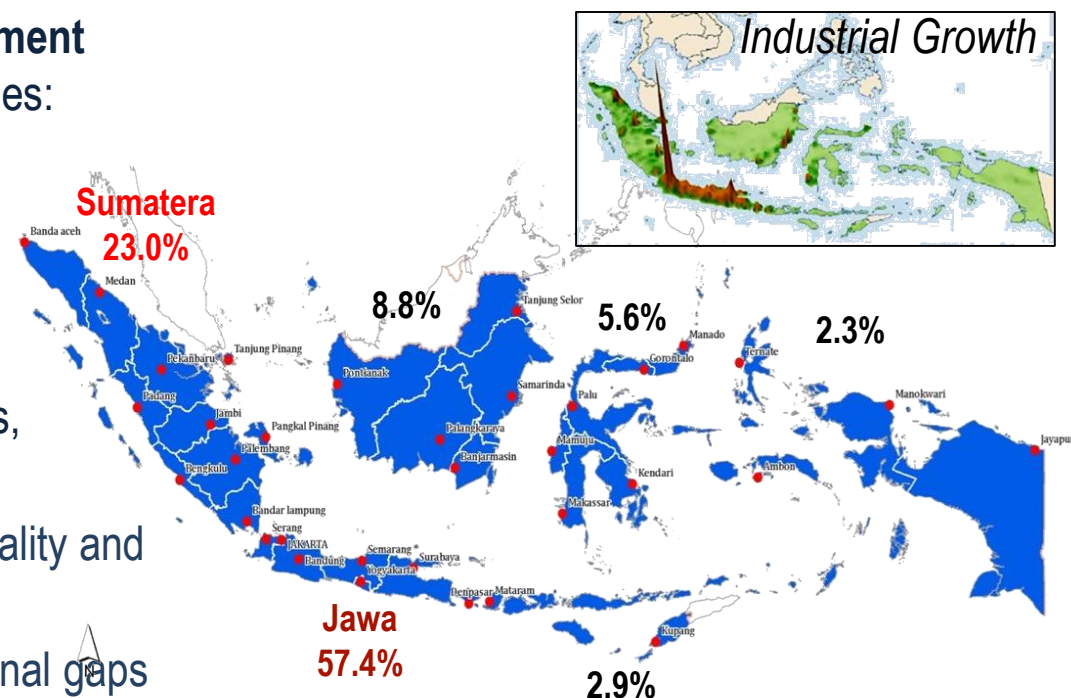 ment
es:
Industrial Growth
Sumatera
23.0%
Banda aceh
Medan
8.8%
Tanjung Selor
5.6%
2.3%
Manado
Tanjung Pinang
Gorontalo
Ternate
Pekanbaru
Pontianak
Samarinda
Palu
Manokwari
Padang
s,
Jambi
Pangkal Pinang
Palangkaraya
Jayapu
Palembang
Mamuju
Bengkulu
Banjarmasin
Ambon
Kendari
Makassar
Bandar lampung
ality and
Serang
JAKARTA
Semarang
Bandung
Surabaya
Yogyakarta
Denpasar
Mataram
Jawa
57.4%
Kupang
N
nal gaps
2.9%